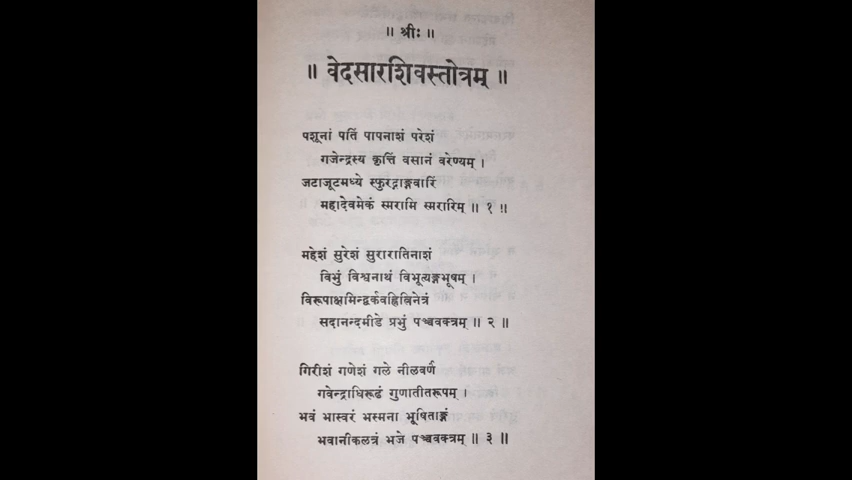 ॥ श्रीः ॥
॥ वेदसारशिवस्तोत्रम् ॥
पशूनां पतिं पापनाशं परेशं
गजेन्द्रस्य कृत्तिं वसानं वरेण्यम् ।
जटाजूटमध्ये स्फुरद्गाङ्गवारिं
महादेवमेकं स्मरामि स्मरारिम् ॥ १ ॥
महेशं सुरेशं सुरारातिनाशं
विभुं विश्वनाथं विभूत्यङ्गभूषम् ।
विरूपाक्षमिन्द्वर्कवह्नित्रिनेत्रं
सदानन्दमीडे प्रभुं पञ्चवक्त्रम् ॥ २ ॥
गिरीशं गणेशं गले नीलवर्णं
गवेन्द्राधिरूढं गुणातीतरूपम् ।
भवं भास्वरं भस्मना भूषिताङ्गं
भवानीकलत्रं भजे पञ्चवक्त्रम् ॥ ३ ॥